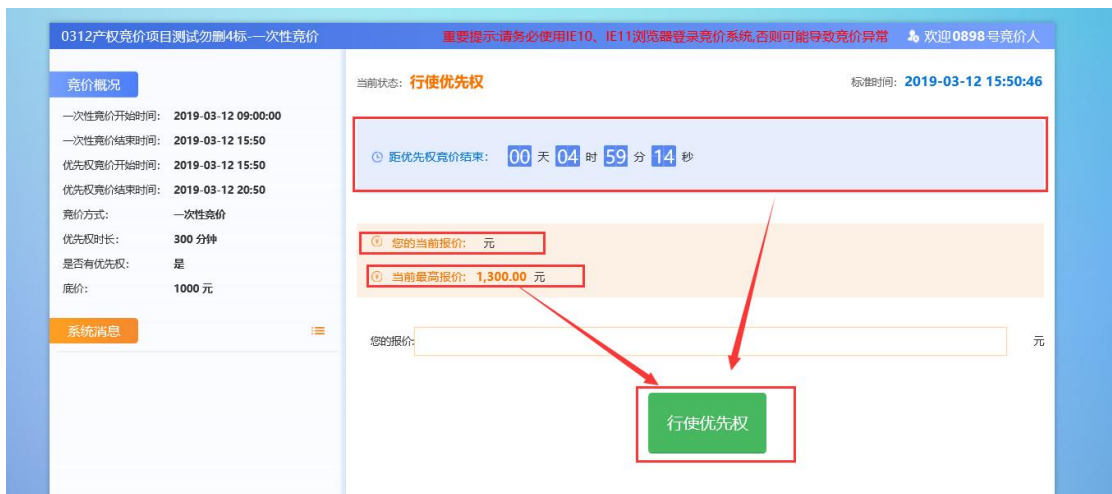 0312产权竞价项目测试勿删4标-一次性竞价
重要提示:请务必使用IE10、IE11浏览器登录竞价系统,否则可能导致竞价异常
欢迎0898号竞价人
竞价概况
一次性竞价开始时间: 2019-03-12 09:00:00
一次性竞价结束时间: 2019-03-12 15:50
优先权竞价开始时间: 2019-03-12 15:50
优先权竞价结束时间: 2019-03-12 20:50
竞价方式: 一次性竞价
优先权时长: 300 分钟
是否有优先权: 是
底价: 1000 元
系统消息
当前状态: 行使优先权
标准时间: 2019-03-12 15:50:46
距优先权竞价结束: 00 天 04 时 59 分 14 秒
您的当前报价: 元
当前最高报价: 1,300.00 元
您的报价: 元
行使优先权